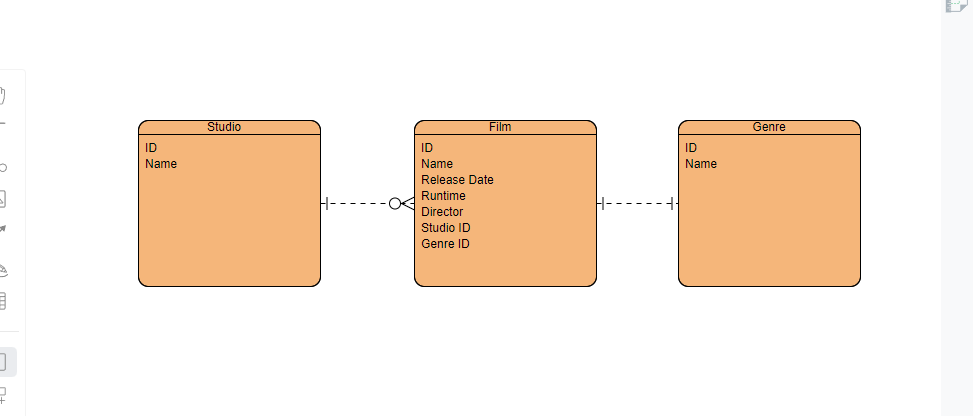 Studio
ID
Name
Film
ID
Name
Release Date
Runtime
Director
Studio ID
Genre ID
Genre
ID
Name